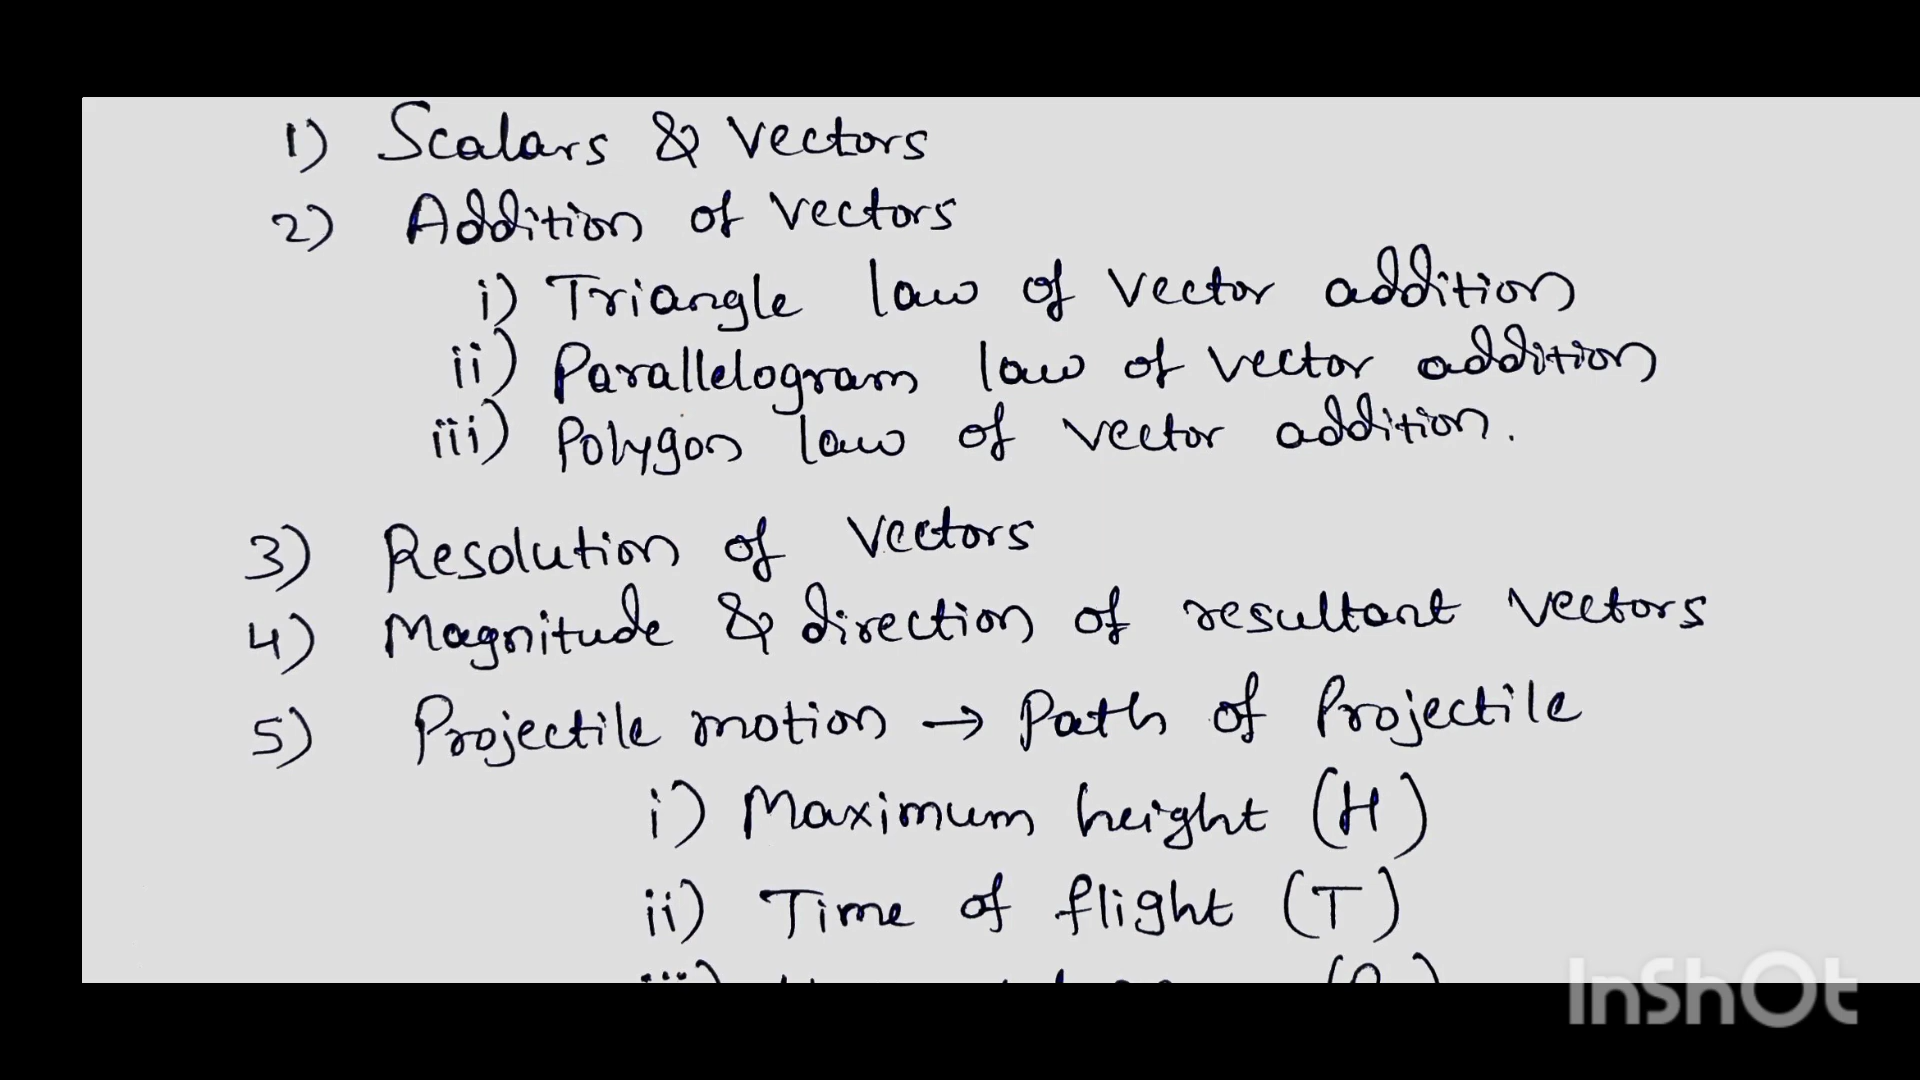 1) Scalars & Vectors
2) Addition of Vectors
i) Triangle law of vector addition
ii) Parallelogram law of vector addition
iii) Polygon law of vector addition.
3) Resolution of Vectors
4) Magnitude & direction of resultant vectors
5) Projectile motion → Path of Projectile
i) Maximum height (H)
ii) Time of flight (T)
InShOt